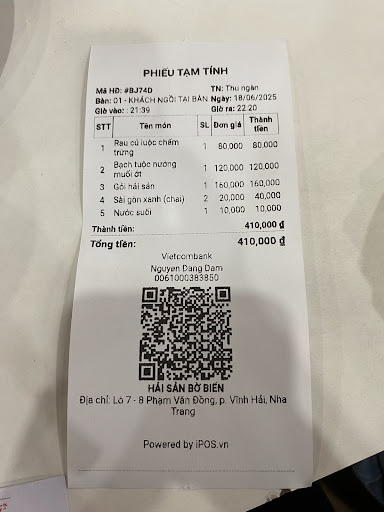 PHIẾU TẠM TÍNH
Mã HĐ: #BJ74D TN: Thu ngân
Bàn: 01 - KHÁCH NGỒI TẠI BÀN Ngày: 18/06/2025
Giờ vào: : 21:39 Giờ ra: 22:20
STT Tên món SL Đơn giá Thành tiền
1 Rau củ luộc chấm trứng 1 80,000 80,000
2 Bạch tuộc nướng muối ớt 1 120,000 120,000
3 Gỏi hải sản 1 160,000 160,000
4 Sài gòn xanh (chai) 2 20,000 40,000
5 Nước suối 1 10,000 10,000
Thành tiền: 410,000 ₫
Tổng tiền: 410,000 ₫
Vietcombank
Nguyen Dang Dam
0061000383850
HẢI SẢN BỜ BIỂN
Địa chỉ: Lô 7 - 8 Phạm Văn Đồng, p. Vĩnh Hải, Nha
Trang
Powered by iPOS.vn